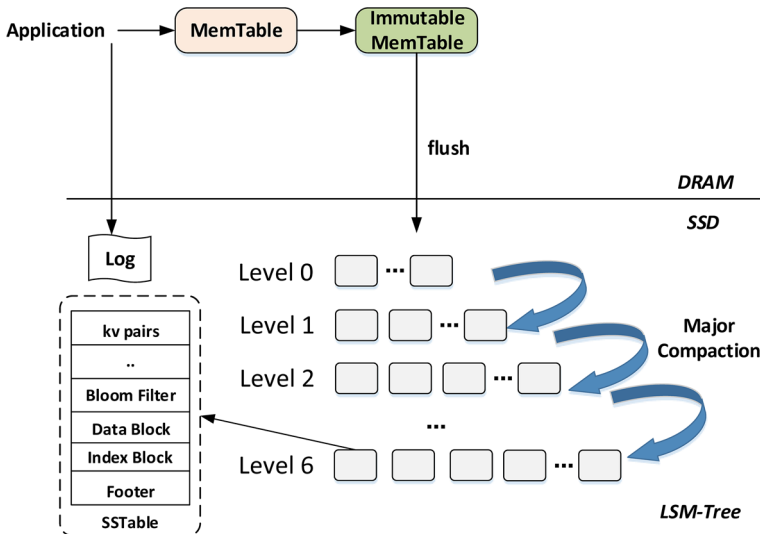 Application
MemTable
Immutable
MemTable
flush
DRAM
SSD
Log
Level 0
...
Level 1
...
Major
Compaction
Level 2
...
...
Level 6
...
kv pairs
..
Bloom Filter
Data Block
Index Block
Footer
SSTable
LSM-Tree